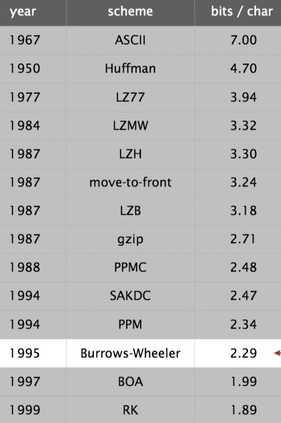 year scheme bits / char
1967 ASCII 7.00
1950 Huffman 4.70
1977 LZ77 3.94
1984 LZMW 3.32
1987 LZH 3.30
1987 move-to-front 3.24
1987 LZB 3.18
1987 gzip 2.71
1988 PPMC 2.48
1994 SAKDC 2.47
1994 PPM 2.34
1995 Burrows-Wheeler 2.29
1997 BOA 1.99
1999 RK 1.89